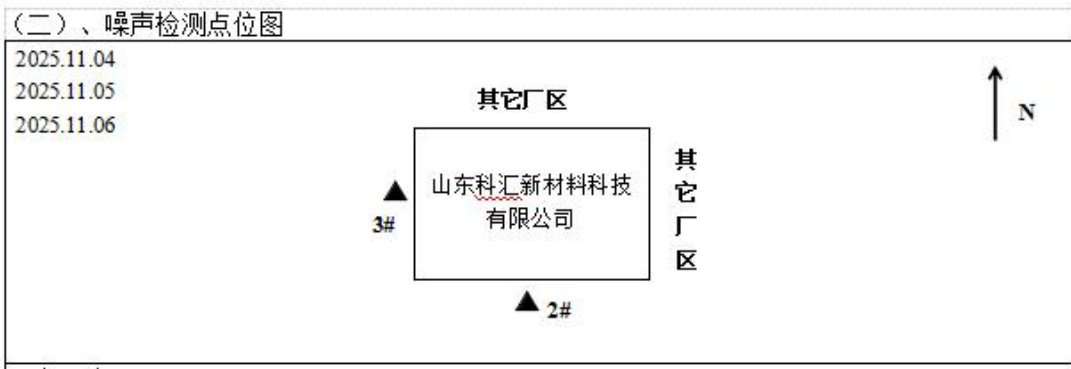 （二）、噪声检测点位图
2025.11.04
2025.11.05
2025.11.06
其它厂区
N
山东科汇新材料科技
有限公司
其它厂区
3#
2#